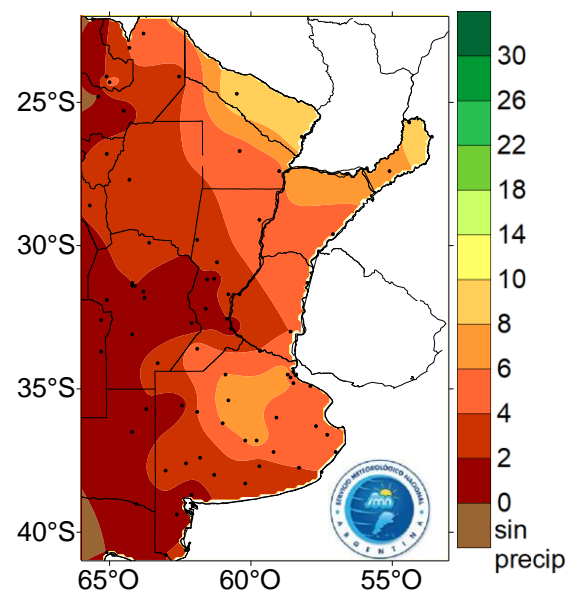 30
26
22
18
14
10
8
6
4
2
0
sin
precip
25°S
30°S
35°S
40°S
65°O
60°O
55°O
SERVICIO METEOROLÓGICO NACIONAL
smn
ARGENTINA